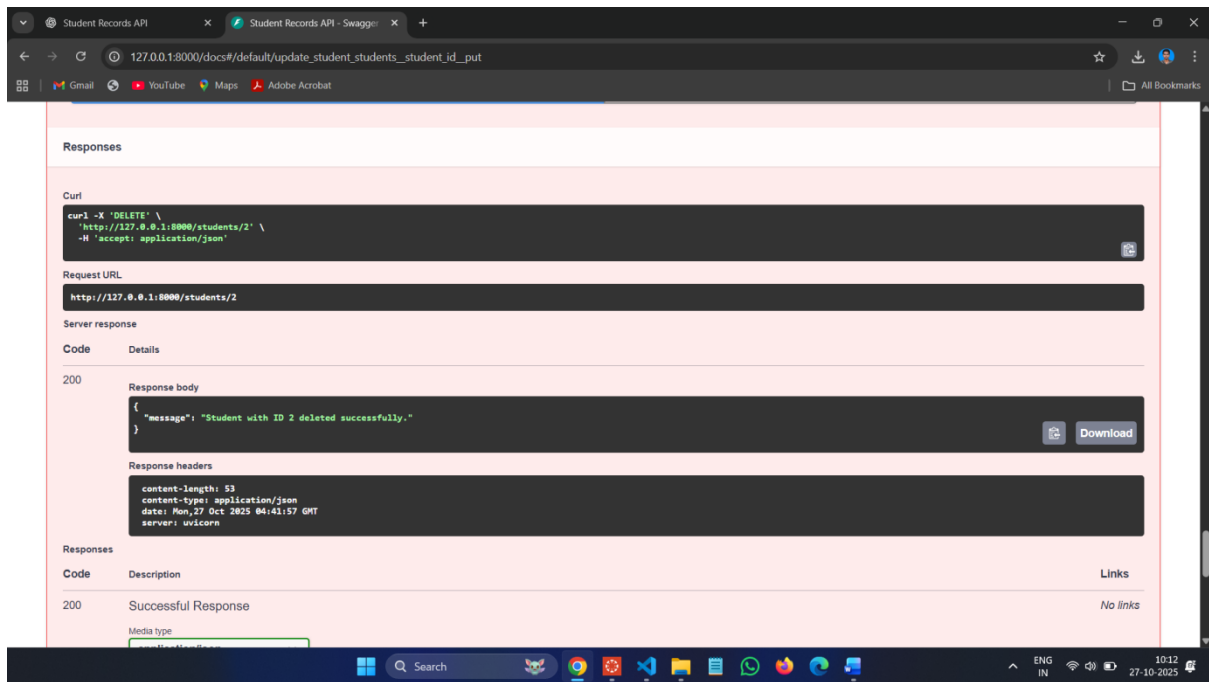 Student Records API
Student Records API - Swagger
127.0.0.1:8000/docs#/default/update_student_students__student_id__put
Gmail
YouTube
Maps
Adobe Acrobat
All Bookmarks
Responses
Curl
curl -X 'DELETE' \
'http://127.0.0.1:8000/students/2' \
-H 'accept: application/json'
Request URL
http://127.0.0.1:8000/students/2
Server response
Code Details
200
Response body
{
"message": "Student with ID 2 deleted successfully."
}
Download
Response headers
content-length: 53
content-type: application/json
date: Mon,27 Oct 2025 04:41:57 GMT
server: uvicorn
Responses
Code Description Links
200 Successful Response No links
Media type
Search
ENG
IN
10:12
27-10-2025